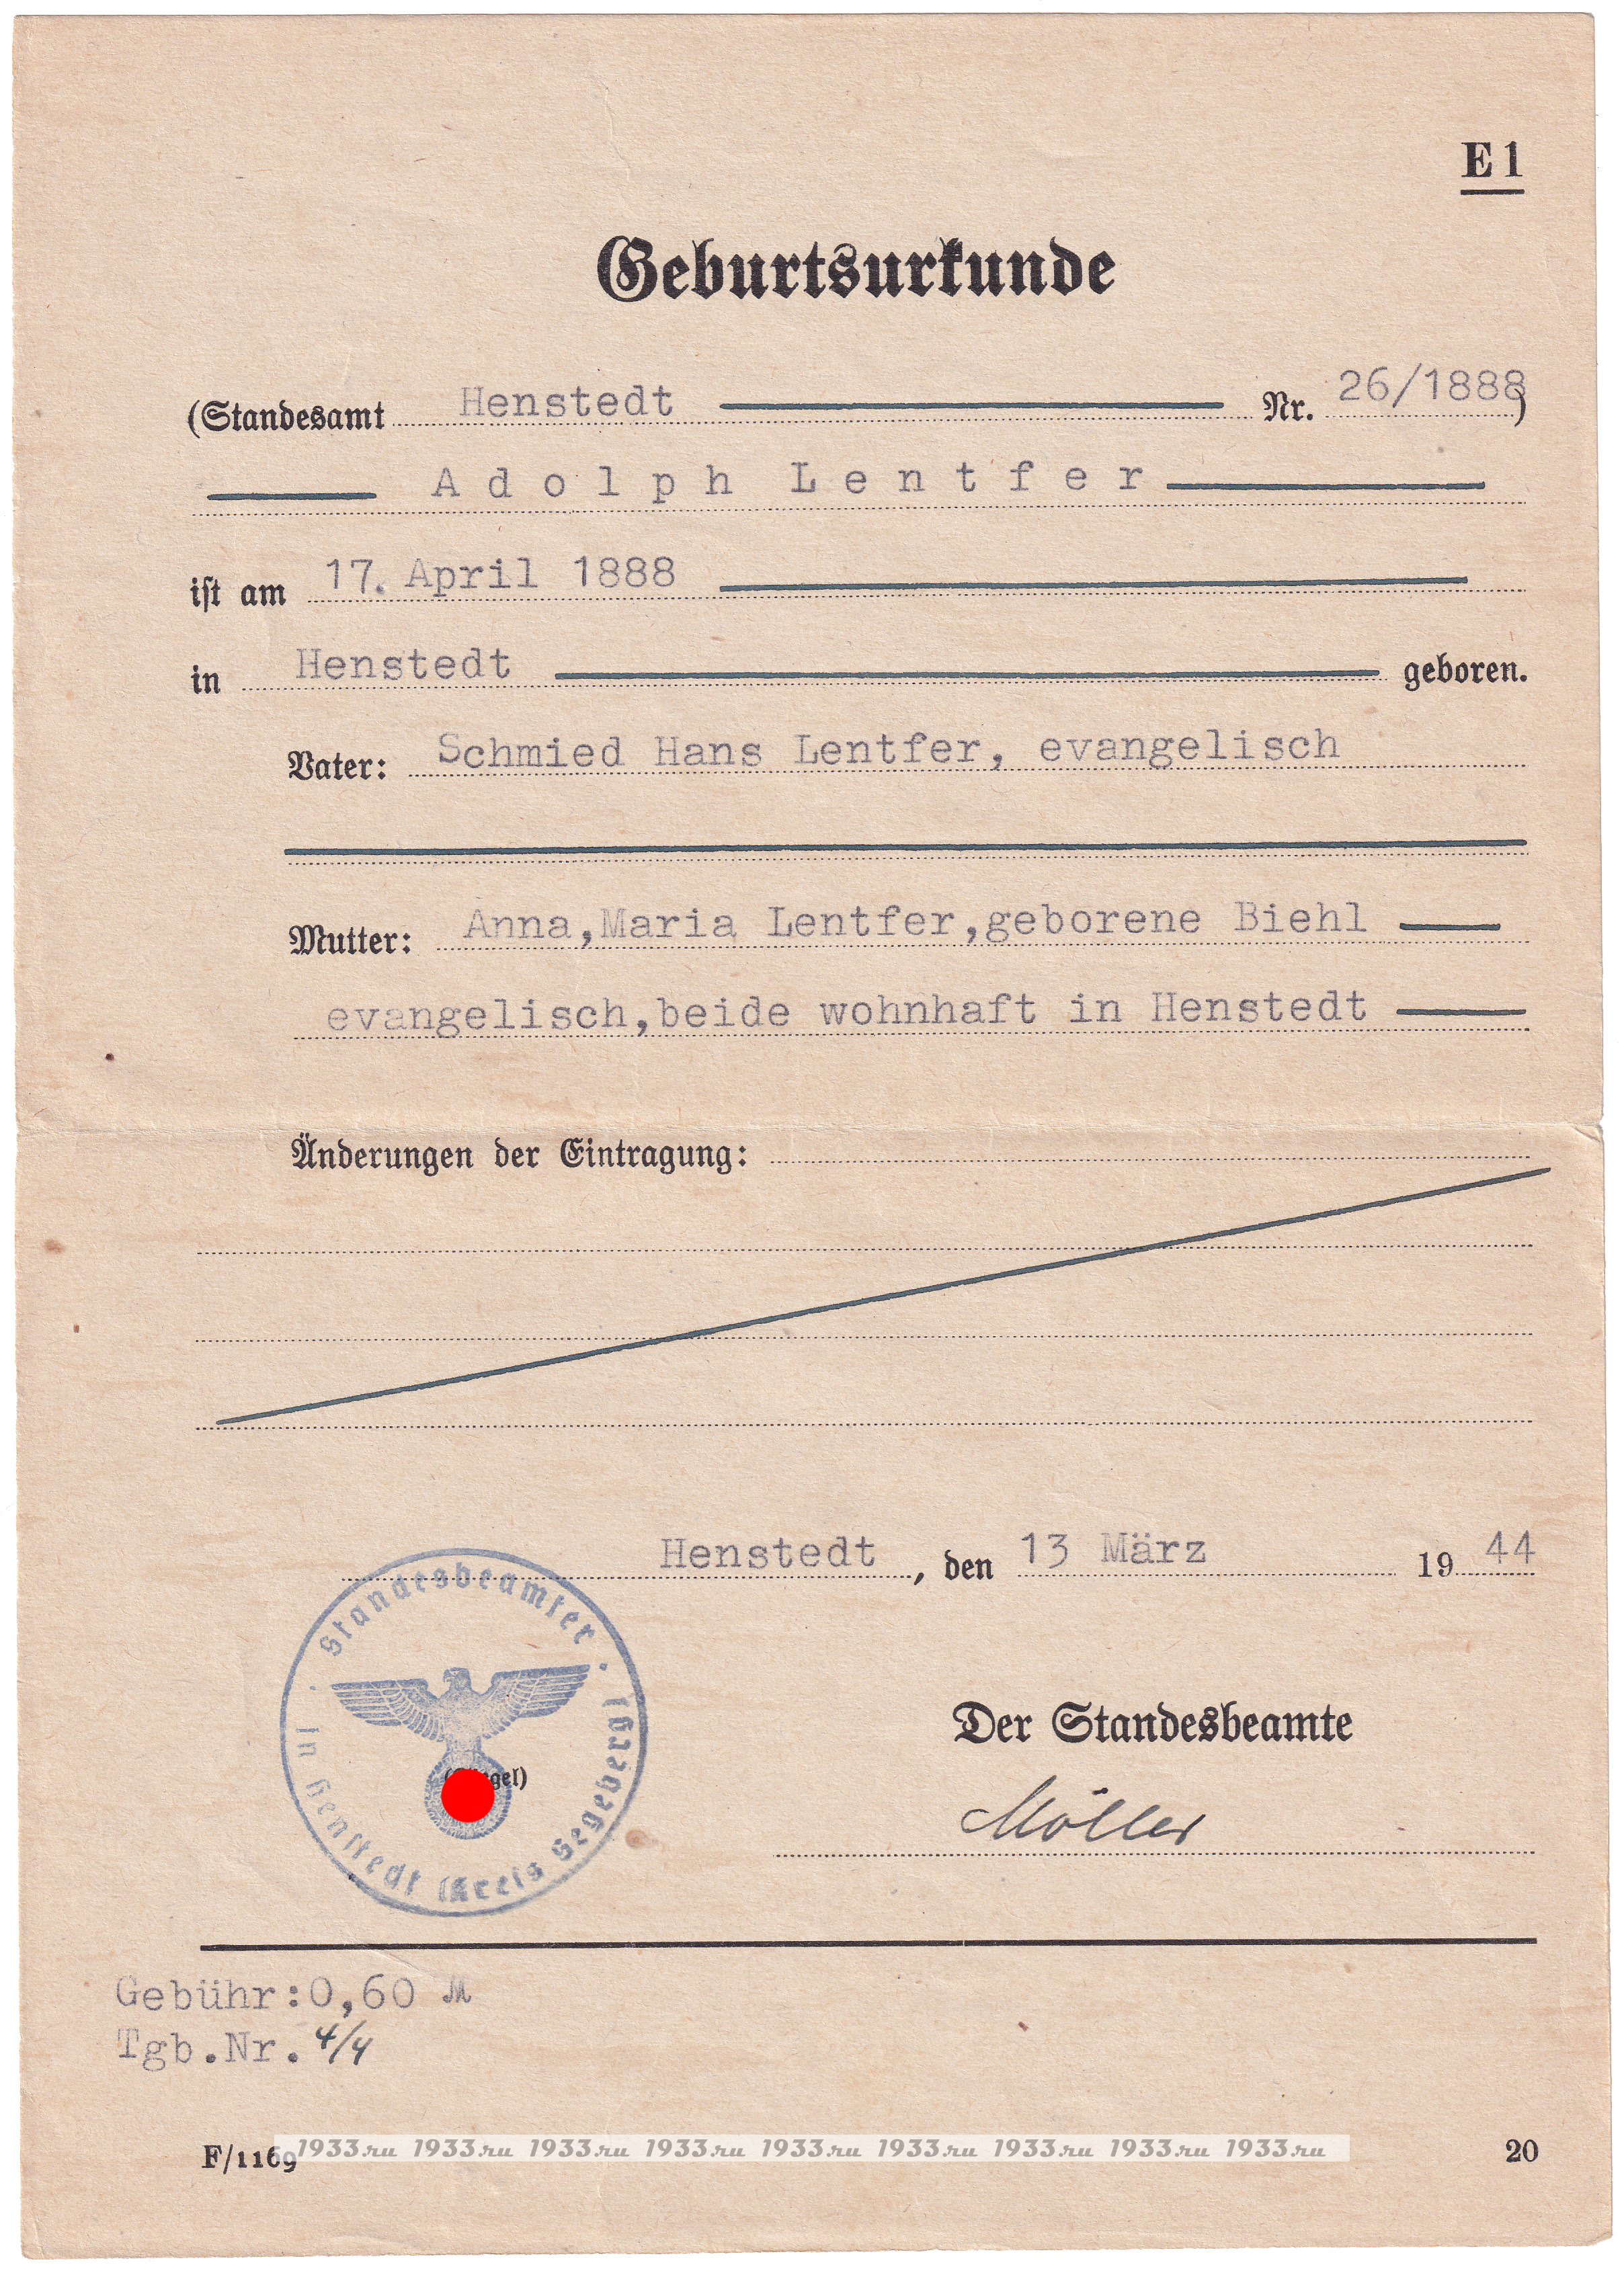 E 1
Geburtsurkunde
(Standesamt Henstedt Nr. 26/1888)
Adolph Lentfer
ist am 17. April 1888
in Henstedt geboren.
Vater: Schmied Hans Lentfer, evangelisch
Mutter: Anna,Maria Lentfer,geborene Biehl
evangelisch,beide wohnhaft in Henstedt
Änderungen der Eintragung:
Henstedt, den 13 März 1944
Standesbeamter
in Henstedt (Kreis Segeberg)
Der Standesbeamte
Möller
Gebühr:0,60 M
Tgb.Nr. 4/4
F/1169
1933.ru 1933.ru 1933.ru 1933.ru 1933.ru 1933.ru 1933.ru 1933.ru 1933.ru
20